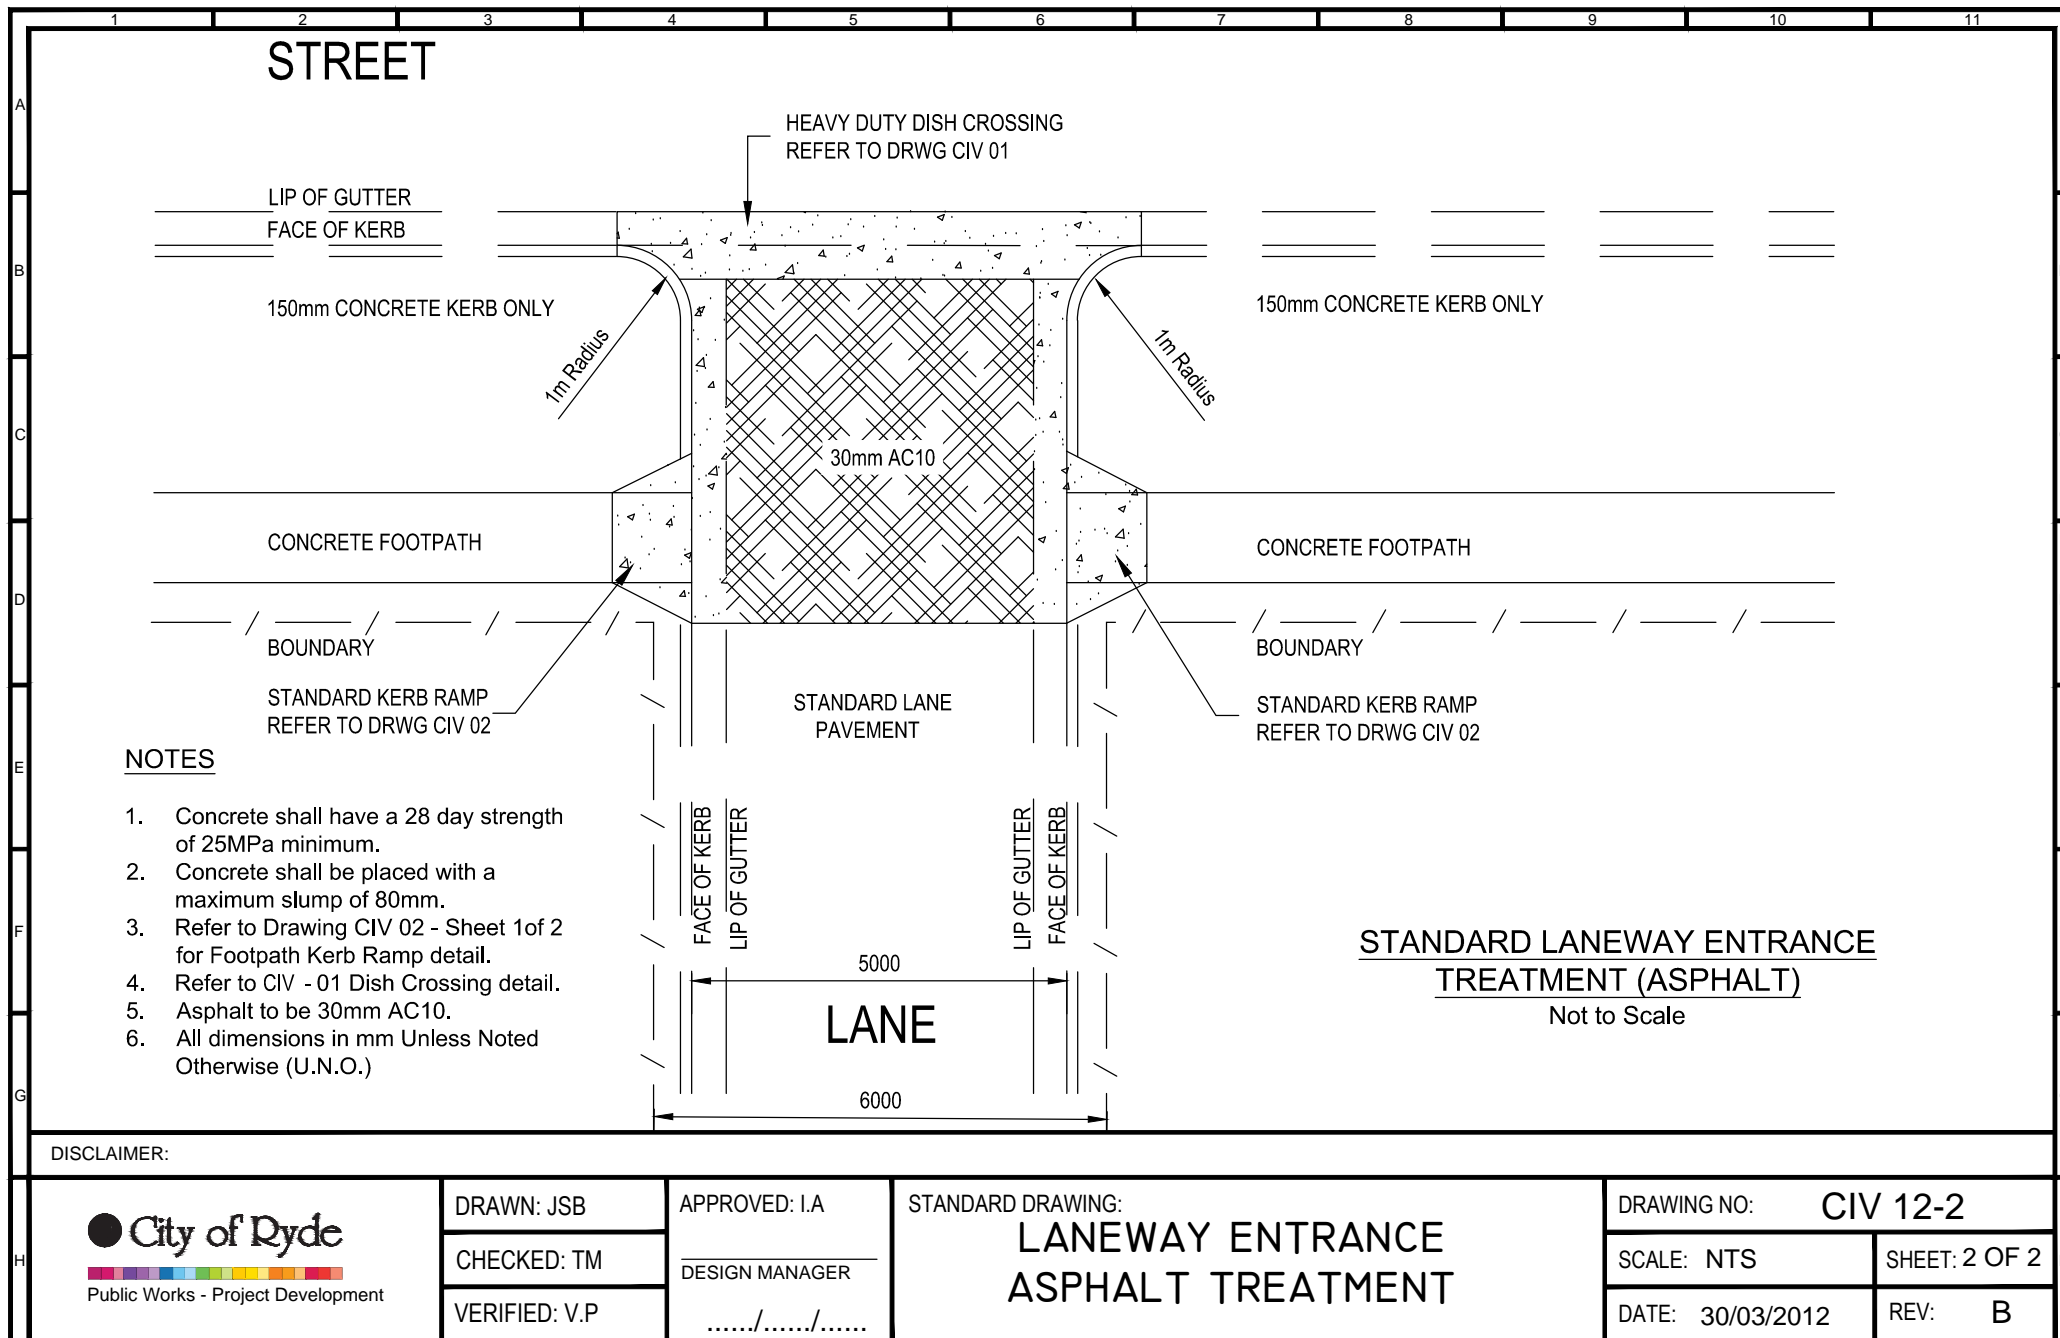 1 2 3 4 5 6 7 8 9 10 11
A
B
C
D
E
F
G
H
STREET
HEAVY DUTY DISH CROSSING
REFER TO DRWG CIV 01
LIP OF GUTTER
FACE OF KERB
150mm CONCRETE KERB ONLY
150mm CONCRETE KERB ONLY
1m Radius
1m Radius
30mm AC10
CONCRETE FOOTPATH
CONCRETE FOOTPATH
BOUNDARY
BOUNDARY
STANDARD KERB RAMP
REFER TO DRWG CIV 02
STANDARD LANE
PAVEMENT
STANDARD KERB RAMP
REFER TO DRWG CIV 02
NOTES
1. Concrete shall have a 28 day strength
of 25MPa minimum.
2. Concrete shall be placed with a
maximum slump of 80mm.
3. Refer to Drawing CIV 02 - Sheet 1of 2
for Footpath Kerb Ramp detail.
4. Refer to CIV - 01 Dish Crossing detail.
5. Asphalt to be 30mm AC10.
6. All dimensions in mm Unless Noted
Otherwise (U.N.O.)
FACE OF KERB
LIP OF GUTTER
LIP OF GUTTER
FACE OF KERB
5000
LANE
6000
STANDARD LANEWAY ENTRANCE
TREATMENT (ASPHALT)
Not to Scale
DISCLAIMER:
City of Ryde
Public Works - Project Development
DRAWN: JSB
CHECKED: TM
VERIFIED: V.P
APPROVED: I.A
DESIGN MANAGER
....../....../......
STANDARD DRAWING:
LANEWAY ENTRANCE
ASPHALT TREATMENT
DRAWING NO: CIV 12-2
SCALE: NTS
SHEET: 2 OF 2
DATE: 30/03/2012
REV: B